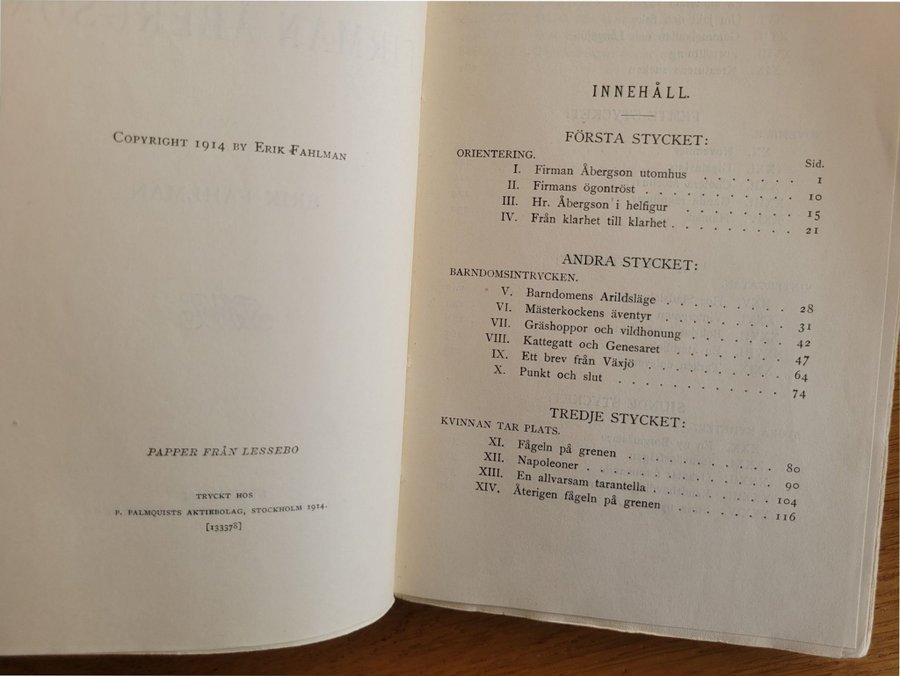 COPYRIGHT 1914 BY ERIK FAHLMAN
PAPPER FRÅN LESSEBO
TRYCKT HOS
P. PALMQUISTS AKTIEBOLAG, STOCKHOLM 1914.
[133378]
INNEHÅLL.
FÖRSTA STYCKET:
ORIENTERING. Sid.
I. Firman Åbergson utomhus . . . . . . . 1
II. Firmans ögontröst . . . . . . . . . . 10
III. Hr. Åbergson i helfigur . . . . . . . . 15
IV. Från klarhet till klarhet . . . . . . . . 21
ANDRA STYCKET:
BARNDOMSINTRYCKEN.
V. Barndomens Arildsläge . . . . . . . . 28
VI. Mästerkockens äventyr . . . . . . . . 31
VII. Gräshoppor och vildhonung . . . . . . . 42
VIII. Kattegatt och Genesaret . . . . . . . . 47
IX. Ett brev från Växjö . . . . . . . . . 64
X. Punkt och slut . . . . . . . . . . . 74
TREDJE STYCKET:
KVINNAN TAR PLATS.
XI. Fågeln på grenen . . . . . . . . . . 80
XII. Napoleoner . . . . . . . . . . . . 90
XIII. En allvarsam tarantella . . . . . . . . 104
XIV. Återigen fågeln på grenen . . . . . . . 116